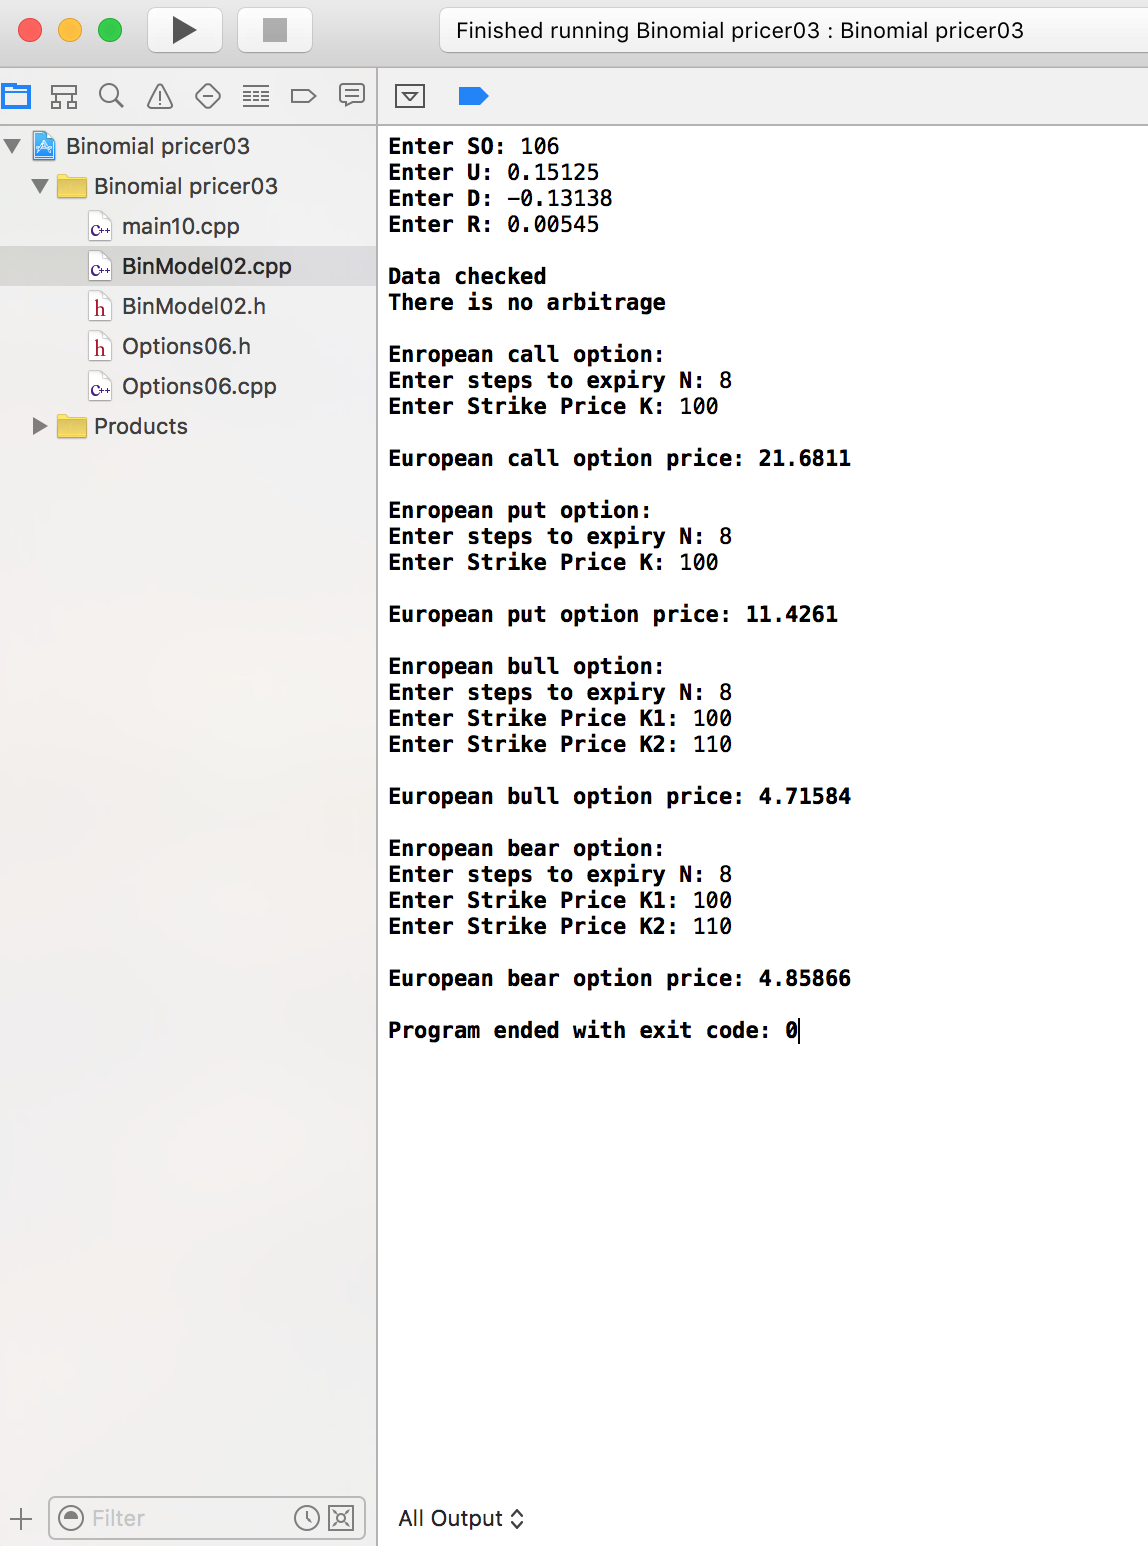 Finished running Binomial pricer03 : Binomial pricer03
Binomial pricer03
Binomial pricer03
main10.cpp
BinModel02.cpp
BinModel02.h
Options06.h
Options06.cpp
Products
Filter
Enter SO: 106
Enter U: 0.15125
Enter D: -0.13138
Enter R: 0.00545
Data checked
There is no arbitrage
Enropean call option:
Enter steps to expiry N: 8
Enter Strike Price K: 100
European call option price: 21.6811
Enropean put option:
Enter steps to expiry N: 8
Enter Strike Price K: 100
European put option price: 11.4261
Enropean bull option:
Enter steps to expiry N: 8
Enter Strike Price K1: 100
Enter Strike Price K2: 110
European bull option price: 4.71584
Enropean bear option:
Enter steps to expiry N: 8
Enter Strike Price K1: 100
Enter Strike Price K2: 110
European bear option price: 4.85866
Program ended with exit code: 0
All Output